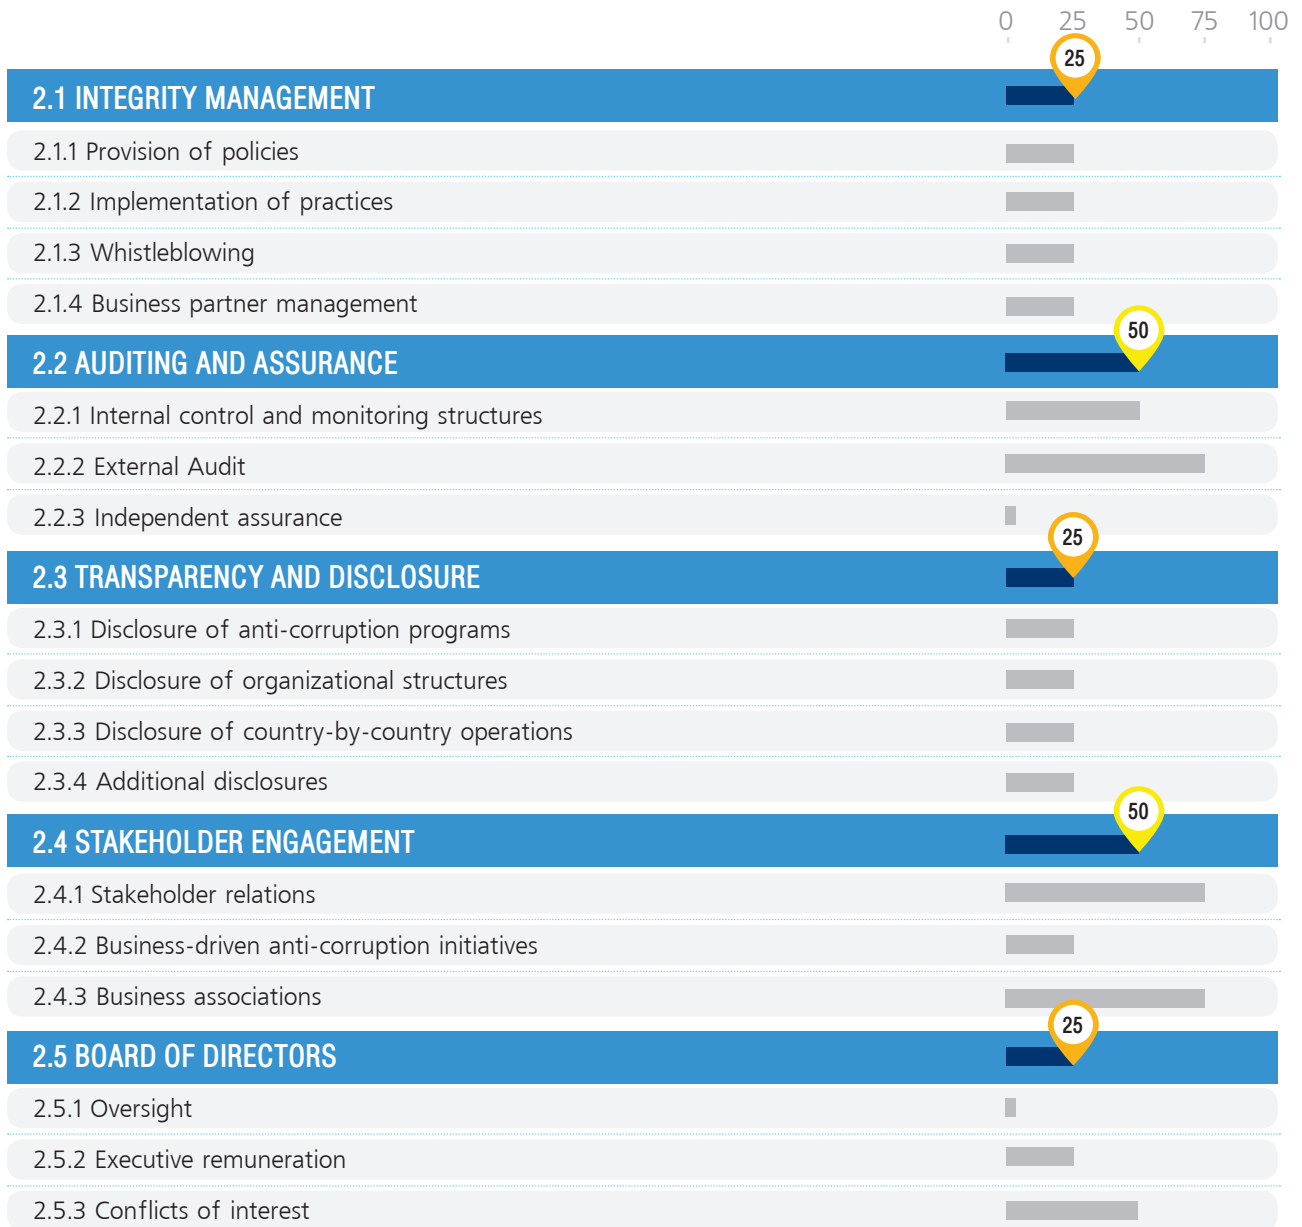 0 25 50 75 100
25
2.1 INTEGRITY MANAGEMENT
2.1.1 Provision of policies
2.1.2 Implementation of practices
2.1.3 Whistleblowing
2.1.4 Business partner management
50
2.2 AUDITING AND ASSURANCE
2.2.1 Internal control and monitoring structures
2.2.2 External Audit
2.2.3 Independent assurance
25
2.3 TRANSPARENCY AND DISCLOSURE
2.3.1 Disclosure of anti-corruption programs
2.3.2 Disclosure of organizational structures
2.3.3 Disclosure of country-by-country operations
2.3.4 Additional disclosures
50
2.4 STAKEHOLDER ENGAGEMENT
2.4.1 Stakeholder relations
2.4.2 Business-driven anti-corruption initiatives
2.4.3 Business associations
25
2.5 BOARD OF DIRECTORS
2.5.1 Oversight
2.5.2 Executive remuneration
2.5.3 Conflicts of interest